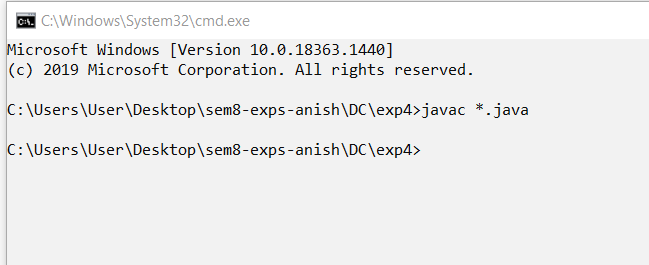 C:\Windows\System32\cmd.exe
Microsoft Windows [Version 10.0.18363.1440]
(c) 2019 Microsoft Corporation. All rights reserved.
C:\Users\User\Desktop\sem8-exps-anish\DC\exp4>javac *.java
C:\Users\User\Desktop\sem8-exps-anish\DC\exp4>